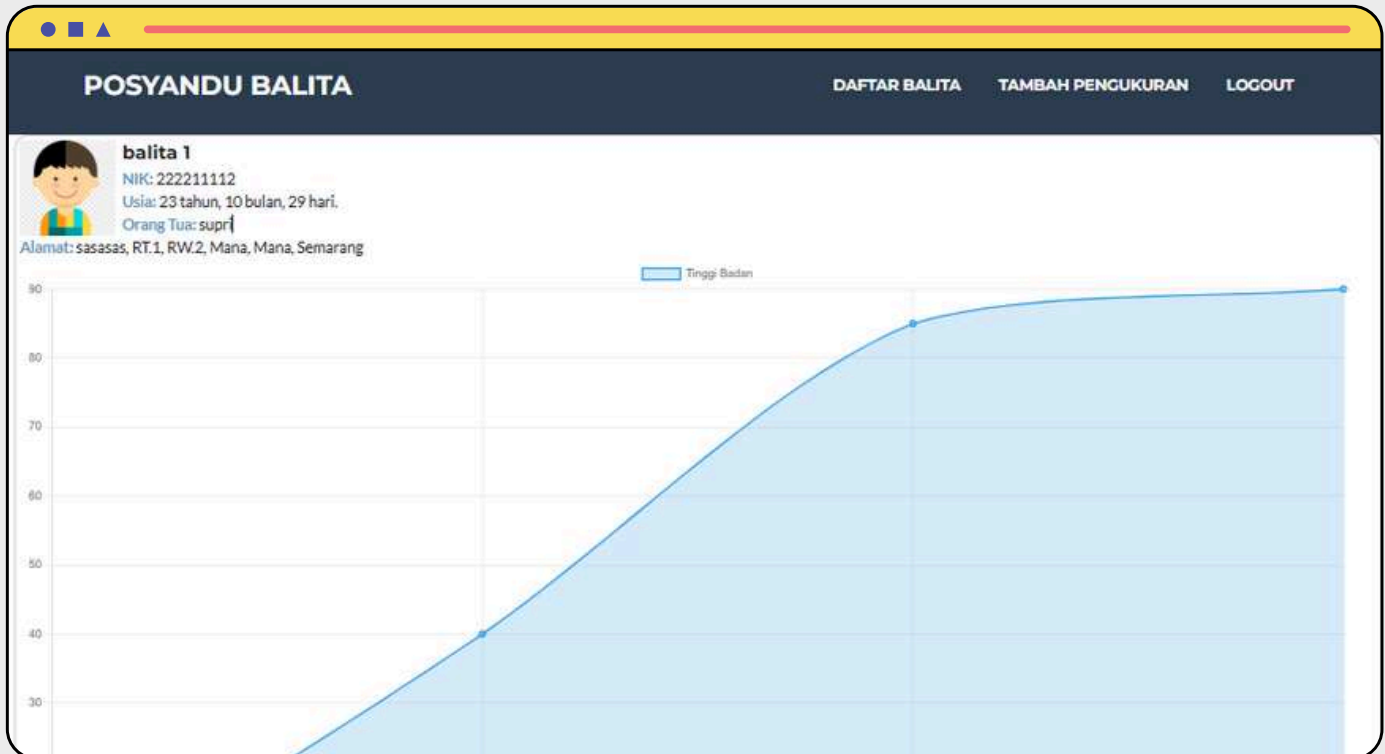 POSYANDU BALITA
DAFTAR BALITA
TAMBAH PENGUKURAN
LOGOUT
balita 1
NIK: 222211112
Usia: 23 tahun, 10 bulan, 29 hari.
Orang Tua: supri
Alamat: sasasas, RT.1, RW.2, Mana, Mana, Semarang
Tinggi Badan
90
80
70
60
50
40
30